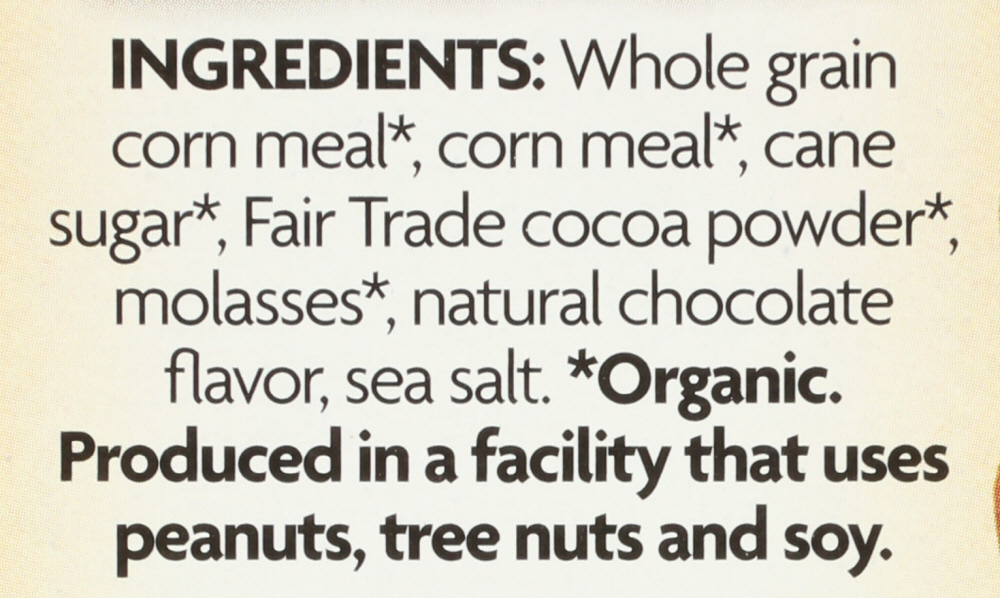 INGREDIENTS: Whole grain
corn meal*, corn meal*, cane
sugar*, Fair Trade cocoa powder*,
molasses*, natural chocolate
flavor, sea salt. *Organic.
Produced in a facility that uses
peanuts, tree nuts and soy.